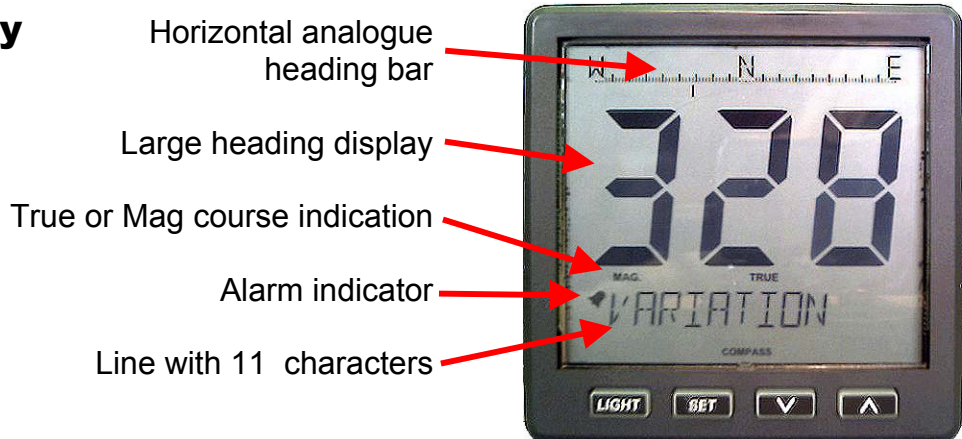 y
Horizontal analogue
heading bar
Large heading display
True or Mag course indication
Alarm indicator
Line with 11 characters
W N E
328
MAG. TRUE
VARIATION
COMPASS
LIGHT SET